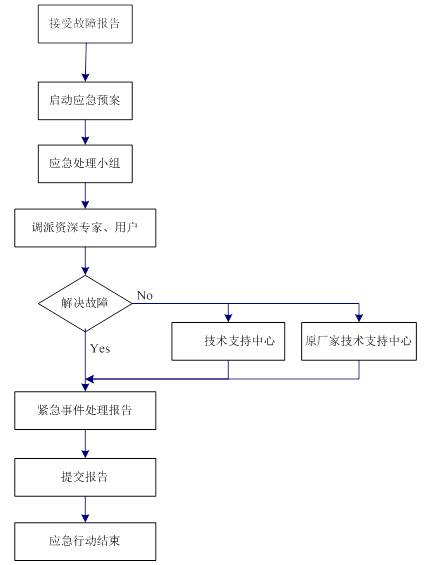 接受故障报告
启动应急预案
应急处理小组
调派资深专家、用户
解决故障
No
技术支持中心
原厂家技术支持中心
Yes
紧急事件处理报告
提交报告
应急行动结束